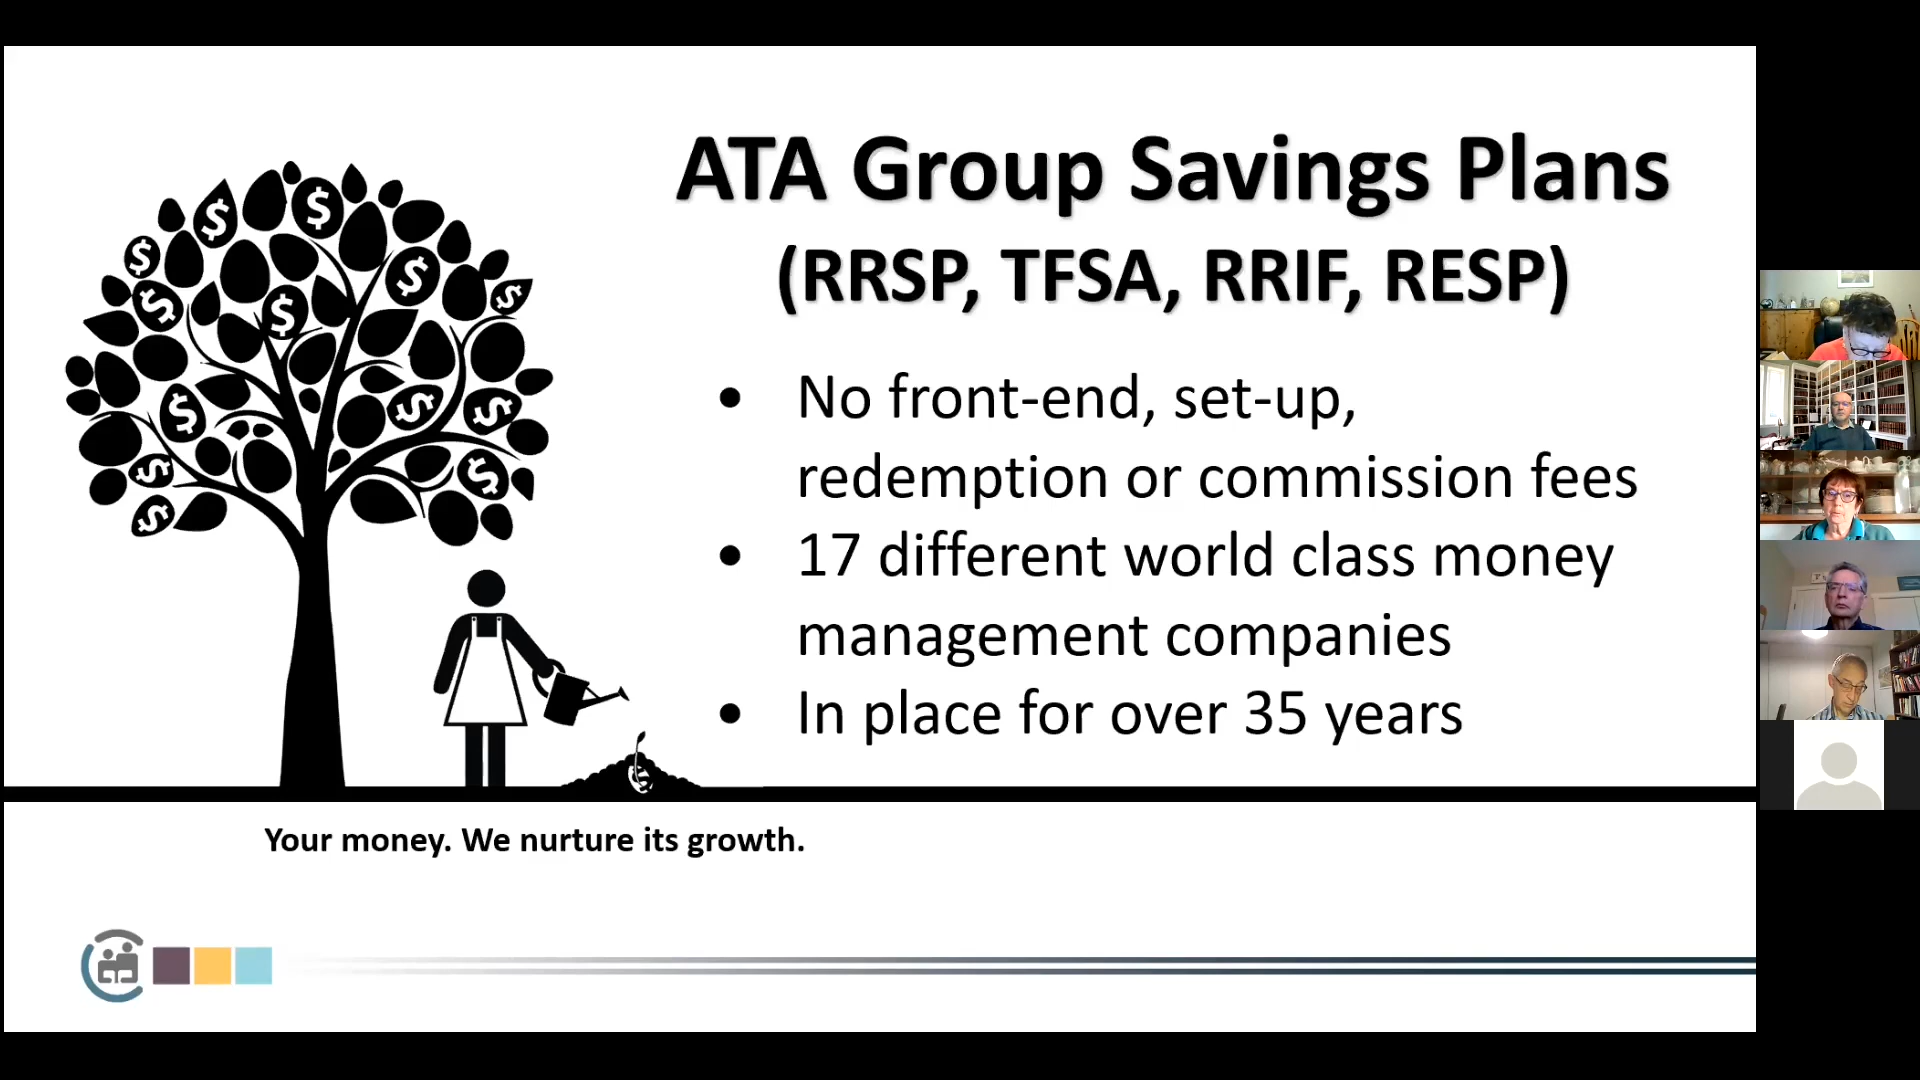 ATA Group Savings Plans
(RRSP, TFSA, RRIF, RESP)
• No front-end, set-up,
redemption or commission fees
• 17 different world class money
management companies
• In place for over 35 years
$
$
$
$
$
$
$
$
$
$
$
$
$
Your money. We nurture its growth.